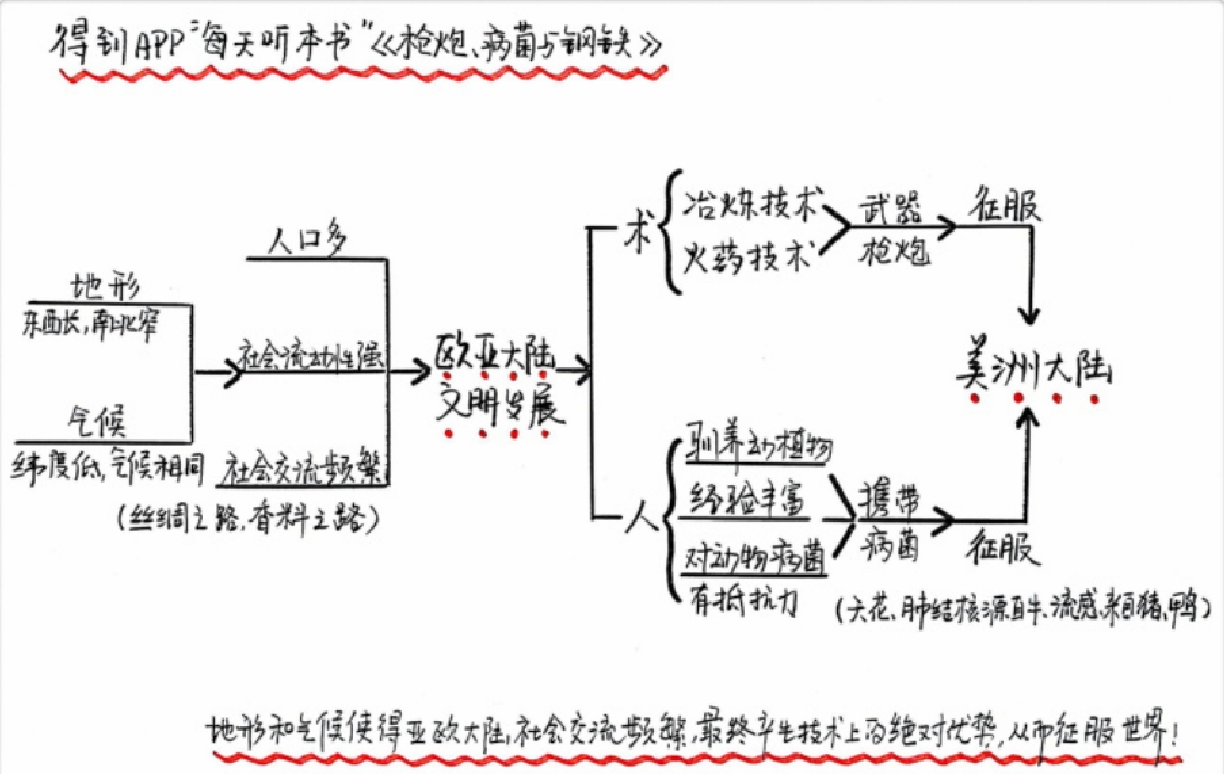 得到APP“每天听本书”《枪炮、病菌与钢铁》
人口多
地形
东西长,南北窄
社会流动性强
气候
纬度低,气候相同
社会交流频繁
(丝绸之路.香料之路)
欧亚大陆
文明发展
术
冶炼技术
火药技术
武器
枪炮
征服
美洲大陆
人
驯养动植物
经验丰富
对动物病菌
有抵抗力
携带
病菌
征服
(天花、肺结核源自牛、流感来自猪、鸭)
地形和气候使得亚欧大陆,社会交流频繁,最终产生技术上的绝对优势,从而征服世界!